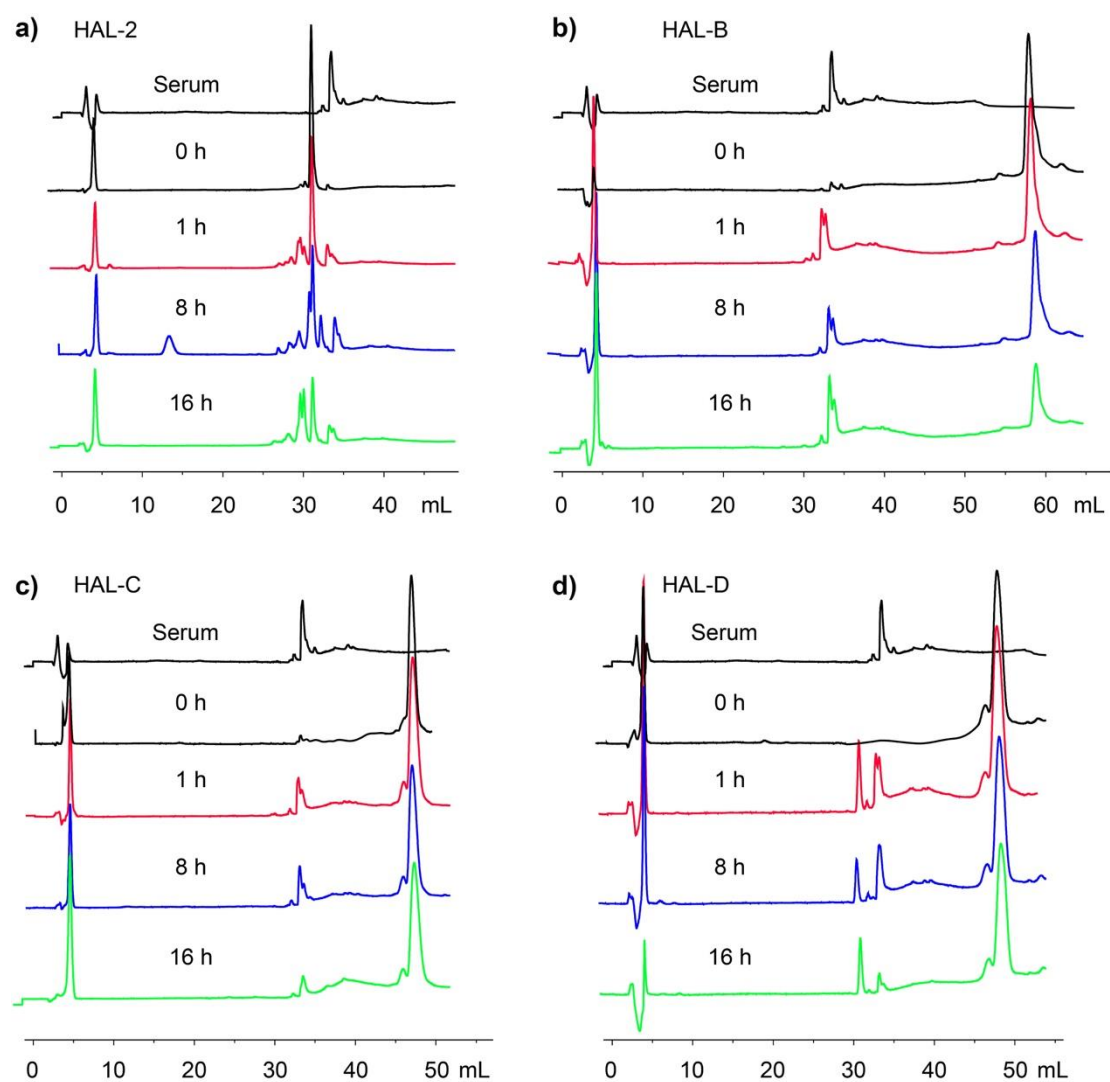 a) HAL-2
Serum
0 h
1 h
8 h
16 h
0 10 20 30 40 mL
b) HAL-B
Serum
0 h
1 h
8 h
16 h
0 10 20 30 40 50 60 mL
c) HAL-C
Serum
0 h
1 h
8 h
16 h
0 10 20 30 40 50 mL
d) HAL-D
Serum
0 h
1 h
8 h
16 h
0 10 20 30 40 50 mL